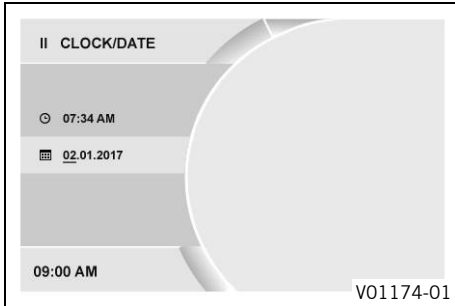 II CLOCK/DATE
07:34 AM
02.01.2017
09:00 AM
V01174-01